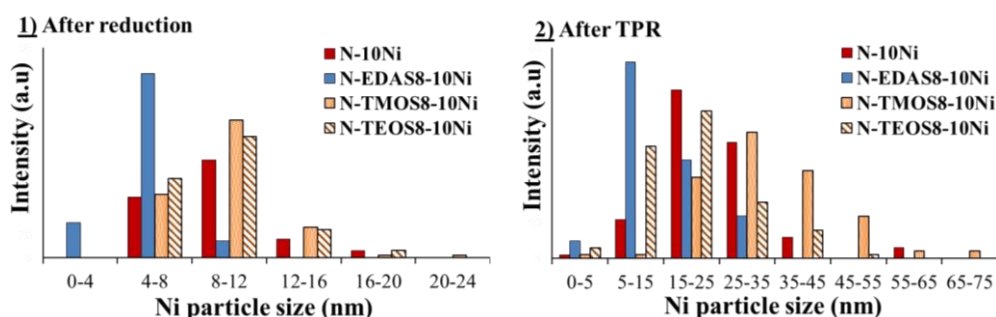 1) After reduction
Intensity (a.u)
N-10Ni
N-EDAS8-10Ni
N-TMOS8-10Ni
N-TEOS8-10Ni
0-4 4-8 8-12 12-16 16-20 20-24
Ni particle size (nm)
2) After TPR
Intensity (a.u)
N-10Ni
N-EDAS8-10Ni
N-TMOS8-10Ni
N-TEOS8-10Ni
0-5 5-15 15-25 25-35 35-45 45-55 55-65 65-75
Ni particle size (nm)